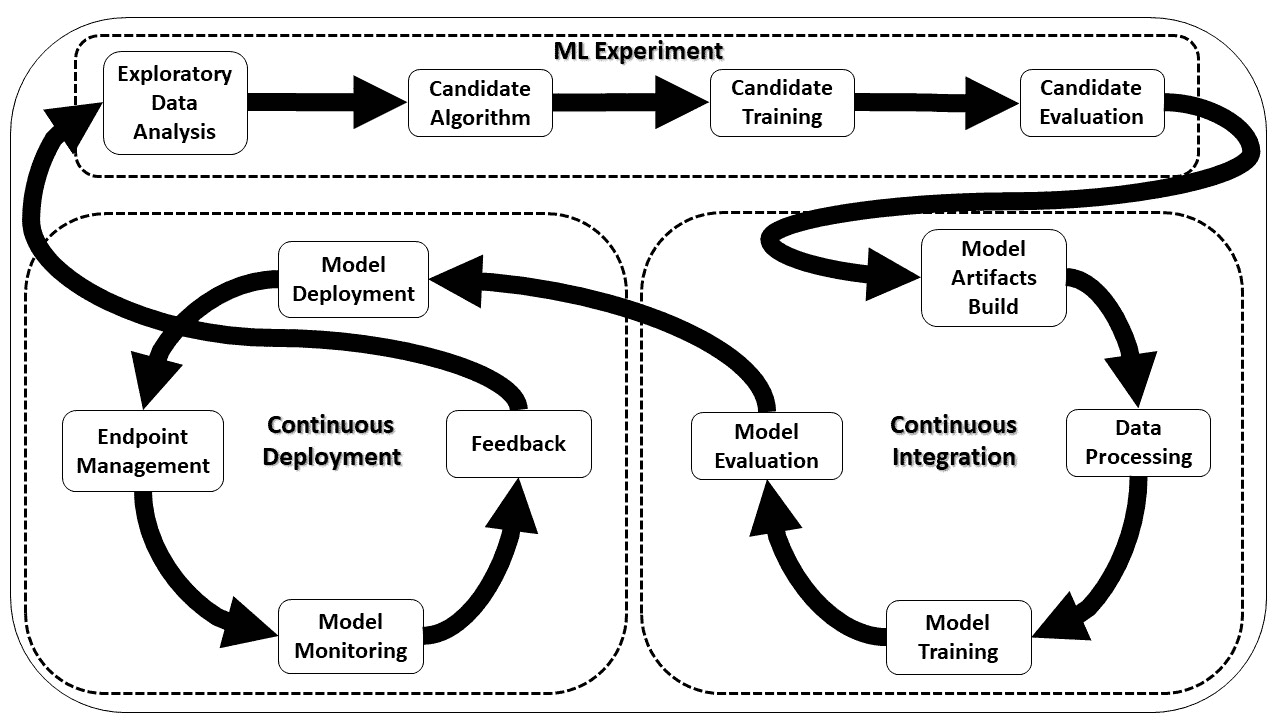 ML Experiment
Exploratory
Data
Analysis
Candidate
Algorithm
Candidate
Training
Candidate
Evaluation
Model
Deployment
Endpoint
Management
Continuous
Deployment
Feedback
Model
Monitoring
Model
Artifacts
Build
Model
Evaluation
Continuous
Integration
Data
Processing
Model
Training